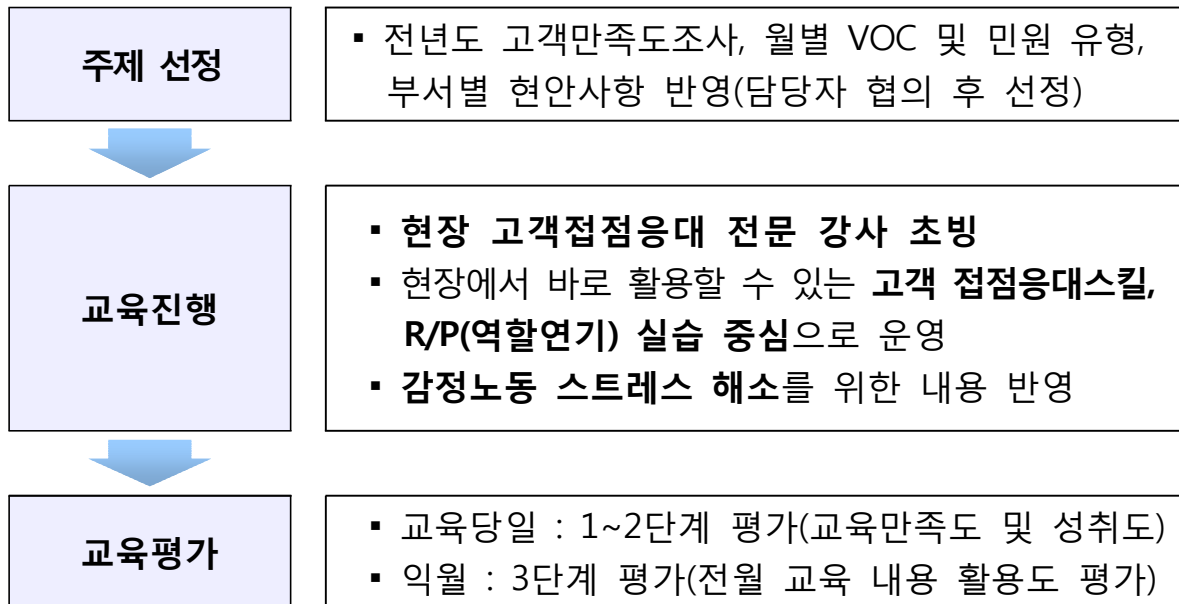 주제 선정
▪ 전년도 고객만족도조사, 월별 VOC 및 민원 유형,
부서별 현안사항 반영(담당자 협의 후 선정)
교육진행
▪ 현장 고객접점응대 전문 강사 초빙
▪ 현장에서 바로 활용할 수 있는 고객 접점응대스킬,
R/P(역할연기) 실습 중심으로 운영
▪ 감정노동 스트레스 해소를 위한 내용 반영
교육평가
▪ 교육당일 : 1~2단계 평가(교육만족도 및 성취도)
▪ 익월 : 3단계 평가(전월 교육 내용 활용도 평가)